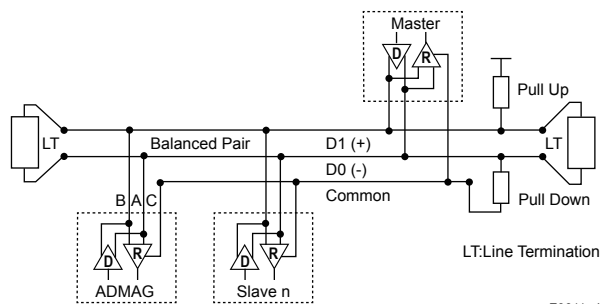 Master
D
R
Pull Up
LT
Balanced Pair
D1 (+)
LT
D0 (-)
B A C
Common
Pull Down
D
R
D
R
LT:Line Termination
ADMAG
Slave n